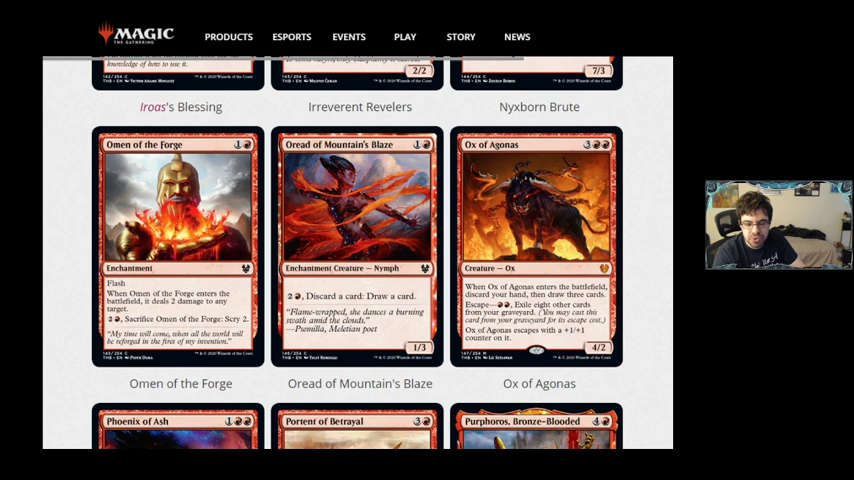 MAGIC
THE GATHERING
PRODUCTS
ESPORTS
EVENTS
PLAY
STORY
NEWS
knowledge of how to use it.
2/2
7/3
Iroas's Blessing
Irreverent Revelers
Nyxborn Brute
Omen of the Forge
Enchantment
Flash
When Omen of the Forge enters the
battlefield, it deals 2 damage to any
target.
2, Sacrifice Omen of the Forge: Scry 2.
"My time will come, when all the world will
be reforged in the fires of my invention."
Oread of Mountain's Blaze
Enchantment Creature — Nymph
2, Discard a card: Draw a card.
"Flame-wrapped, she dances a burning
swath amid the clouds."
—Psemilla, Meletian poet
1/3
Ox of Agonas
Creature — Ox
When Ox of Agonas enters the battlefield,
discard your hand, then draw three cards.
Escape—, Exile eight other cards
from your graveyard. (You may cast this
card from your graveyard for its escape cost.)
Ox of Agonas escapes with a +1/+1
counter on it.
4/2
Omen of the Forge
Oread of Mountain's Blaze
Ox of Agonas
Phoenix of Ash
Portent of Betrayal
Purphoros, Bronze-Blooded